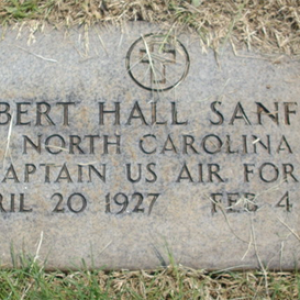 BERT HALL SANF
NORTH CAROLINA
APTAIN US AIR FOR
RIL 20 1927 FEB 4